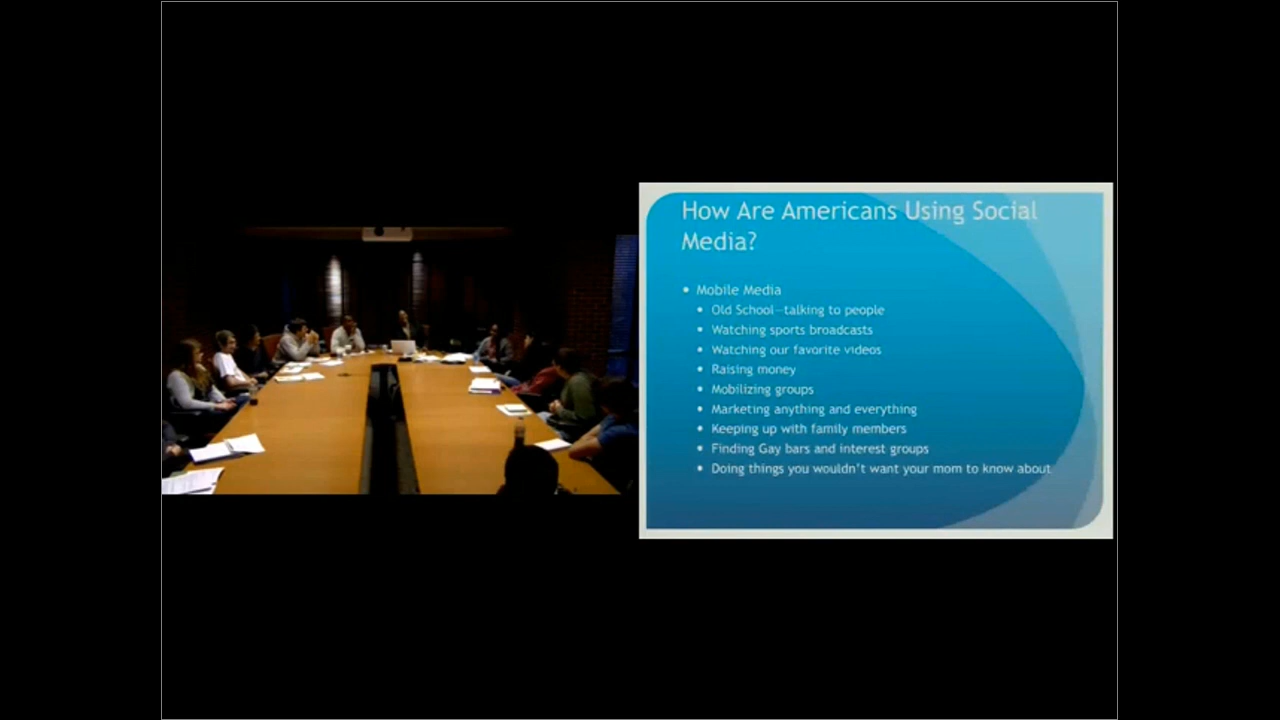 How Are Americans Using Social
Media?
• Mobile Media
• Old School—talking to people
• Watching sports broadcasts
• Watching our favorite videos
• Raising money
• Mobilizing groups
• Marketing anything and everything
• Keeping up with family members
• Finding Gay bars and interest groups
• Doing things you wouldn't want your mom to know about